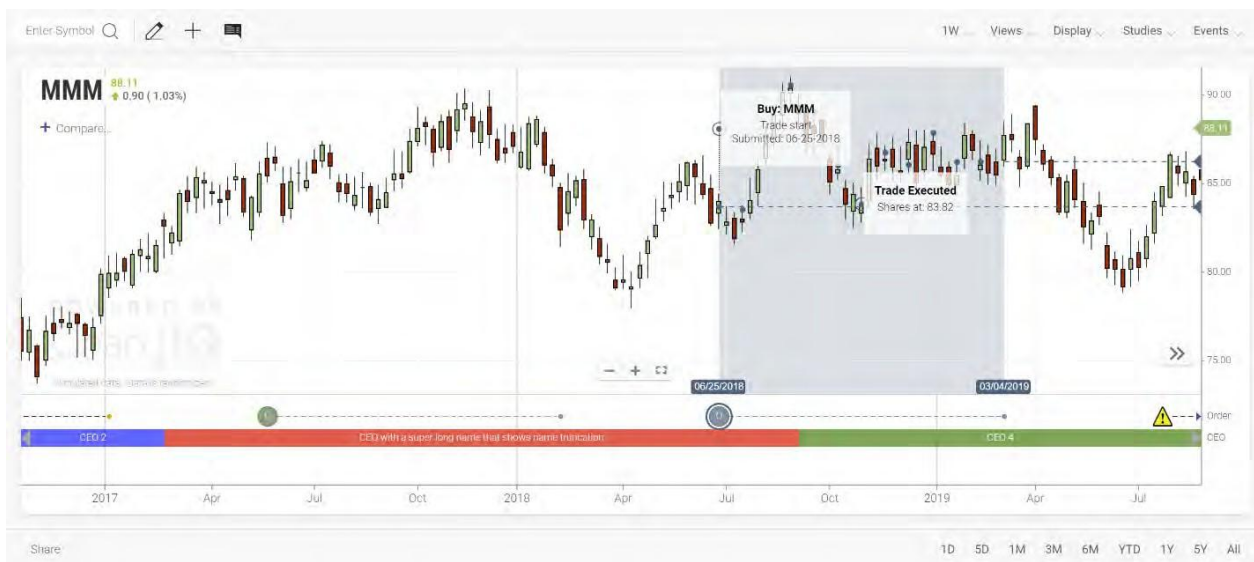 Enter Symbol
1W Views Display Studies Events
MMM 88.11
0.90 ( 1.03%)
+ Compare...
90.00
88.11
85.00
80.00
75.00
Buy: MMM
Trade start
Submitted: 06-25-2018
Trade Executed
Shares at: 83.82
06/25/2018 03/04/2019
Order
CEO 2 CEO with a super long name that shows name truncation CEO 4 CEO
2017 Apr Jul Oct 2018 Apr Jul Oct 2019 Apr Jul
Share 1D 5D 1M 3M 6M YTD 1Y 5Y All